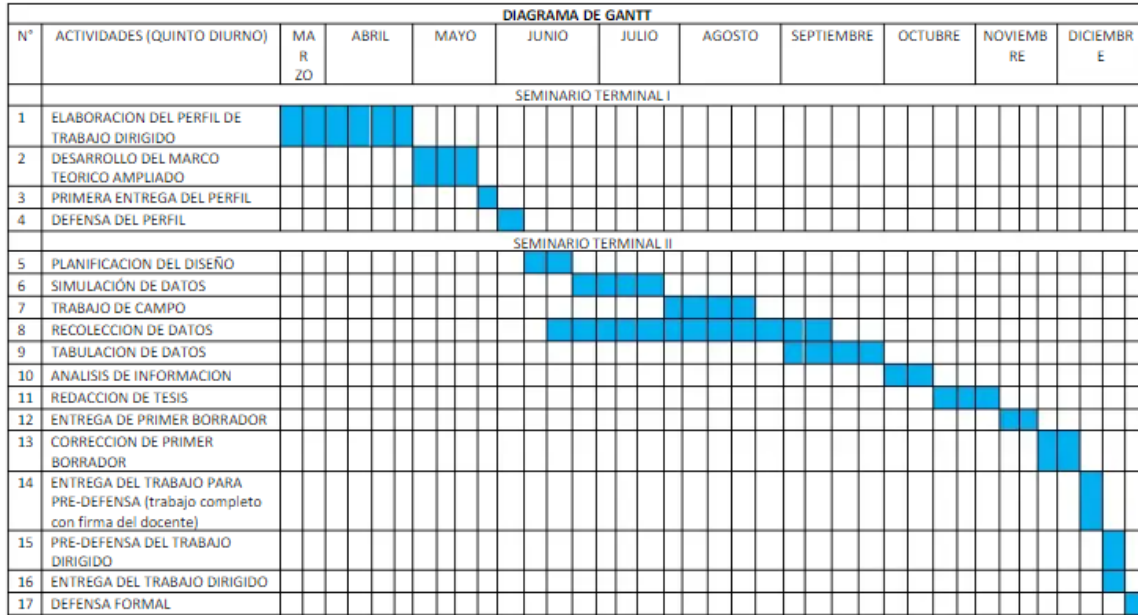 DIAGRAMA DE GANTT
N° ACTIVIDADES (QUINTO DIURNO) MA ABRIL MAYO JUNIO JULIO AGOSTO SEPTIEMBRE OCTUBRE NOVIEMB DICIEMBR
R RE E
ZO
SEMINARIO TERMINAL I
1 ELABORACION DEL PERFIL DE
TRABAJO DIRIGIDO
2 DESARROLLO DEL MARCO
TEORICO AMPLIADO
3 PRIMERA ENTREGA DEL PERFIL
4 DEFENSA DEL PERFIL
SEMINARIO TERMINAL II
5 PLANIFICACION DEL DISEÑO
6 SIMULACIÓN DE DATOS
7 TRABAJO DE CAMPO
8 RECOLECCION DE DATOS
9 TABULACION DE DATOS
10 ANALISIS DE INFORMACION
11 REDACCION DE TESIS
12 ENTREGA DE PRIMER BORRADOR
13 CORRECCION DE PRIMER
BORRADOR
14 ENTREGA DEL TRABAJO PARA
PRE-DEFENSA (trabajo completo
con firma del docente)
15 PRE-DEFENSA DEL TRABAJO
DIRIGIDO
16 ENTREGA DEL TRABAJO DIRIGIDO
17 DEFENSA FORMAL